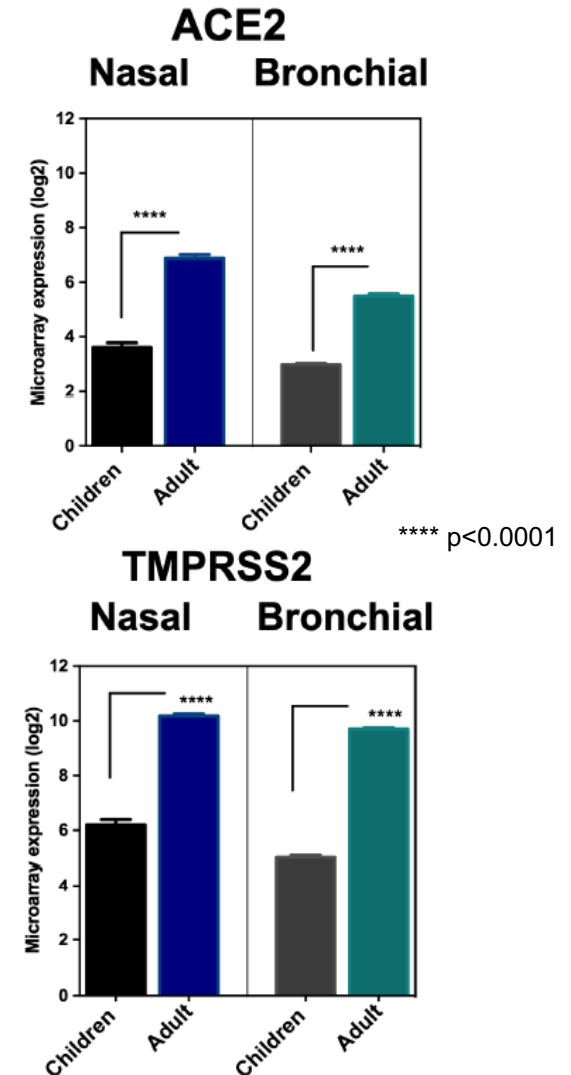 ACE2
Nasal Bronchial
Microarray expression (log2)
12
10
8
6
4
2
0
****
****
Children Adult Children Adult
**** p<0.0001
TMPRSS2
Nasal Bronchial
Microarray expression (log2)
12
10
8
6
4
2
0
****
****
Children Adult Children Adult